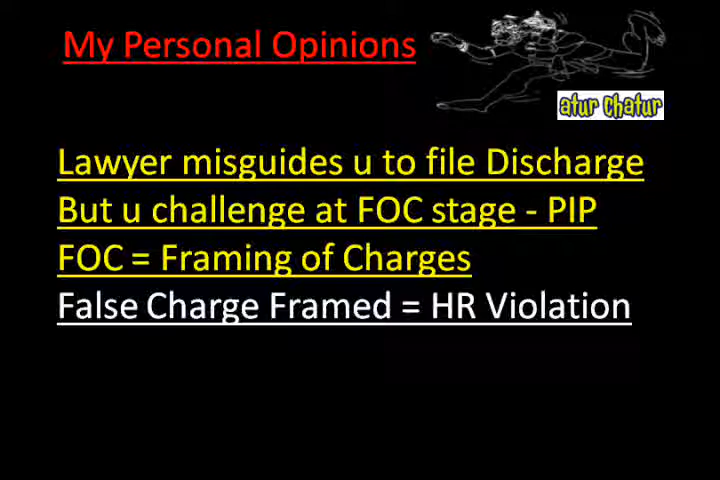 My Personal Opinions
atur chatur
Lawyer misguides u to file Discharge
But u challenge at FOC stage - PIP
FOC = Framing of Charges
False Charge Framed = HR Violation